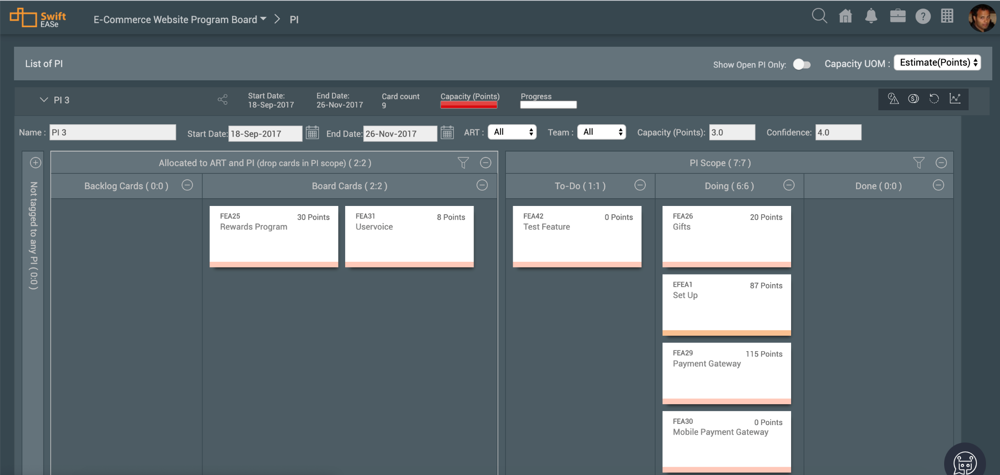 Swift
EASe
E-Commerce Website Program Board > PI
?
List of PI
Show Open PI Only:
Capacity UOM :
Estimate(Points)
PI 3
Start Date:
18-Sep-2017
End Date:
26-Nov-2017
Card count
9
Capacity (Points)
Progress
$
Name :
PI 3
Start Date:
18-Sep-2017
End Date:
26-Nov-2017
ART :
All
Team :
All
Capacity (Points):
3.0
Confidence:
4.0
Not tagged to any PI ( 0:0 )
Allocated to ART and PI (drop cards in PI scope) ( 2:2 )
Backlog Cards ( 0:0 )
Board Cards ( 2:2 )
FEA25
30 Points
Rewards Program
FEA31
8 Points
Uservoice
PI Scope ( 7:7 )
To-Do ( 1:1 )
Doing ( 6:6 )
Done ( 0:0 )
FEA42
0 Points
Test Feature
FEA26
20 Points
Gifts
EFEA1
87 Points
Set Up
FEA29
115 Points
Payment Gateway
FEA30
0 Points
Mobile Payment Gateway